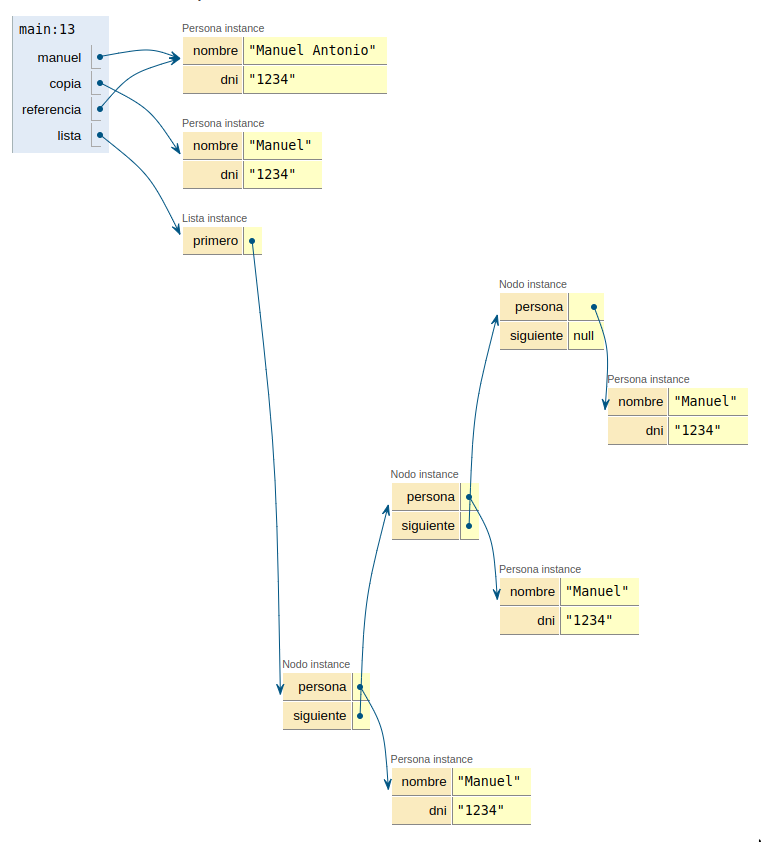 main:13
manuel
copia
referencia
lista
Persona instance
nombre "Manuel Antonio"
dni "1234"
Persona instance
nombre "Manuel"
dni "1234"
Lista instance
primero
Nodo instance
persona
siguiente null
Persona instance
nombre "Manuel"
dni "1234"
Nodo instance
persona
siguiente
Persona instance
nombre "Manuel"
dni "1234"
Nodo instance
persona
siguiente
Persona instance
nombre "Manuel"
dni "1234"